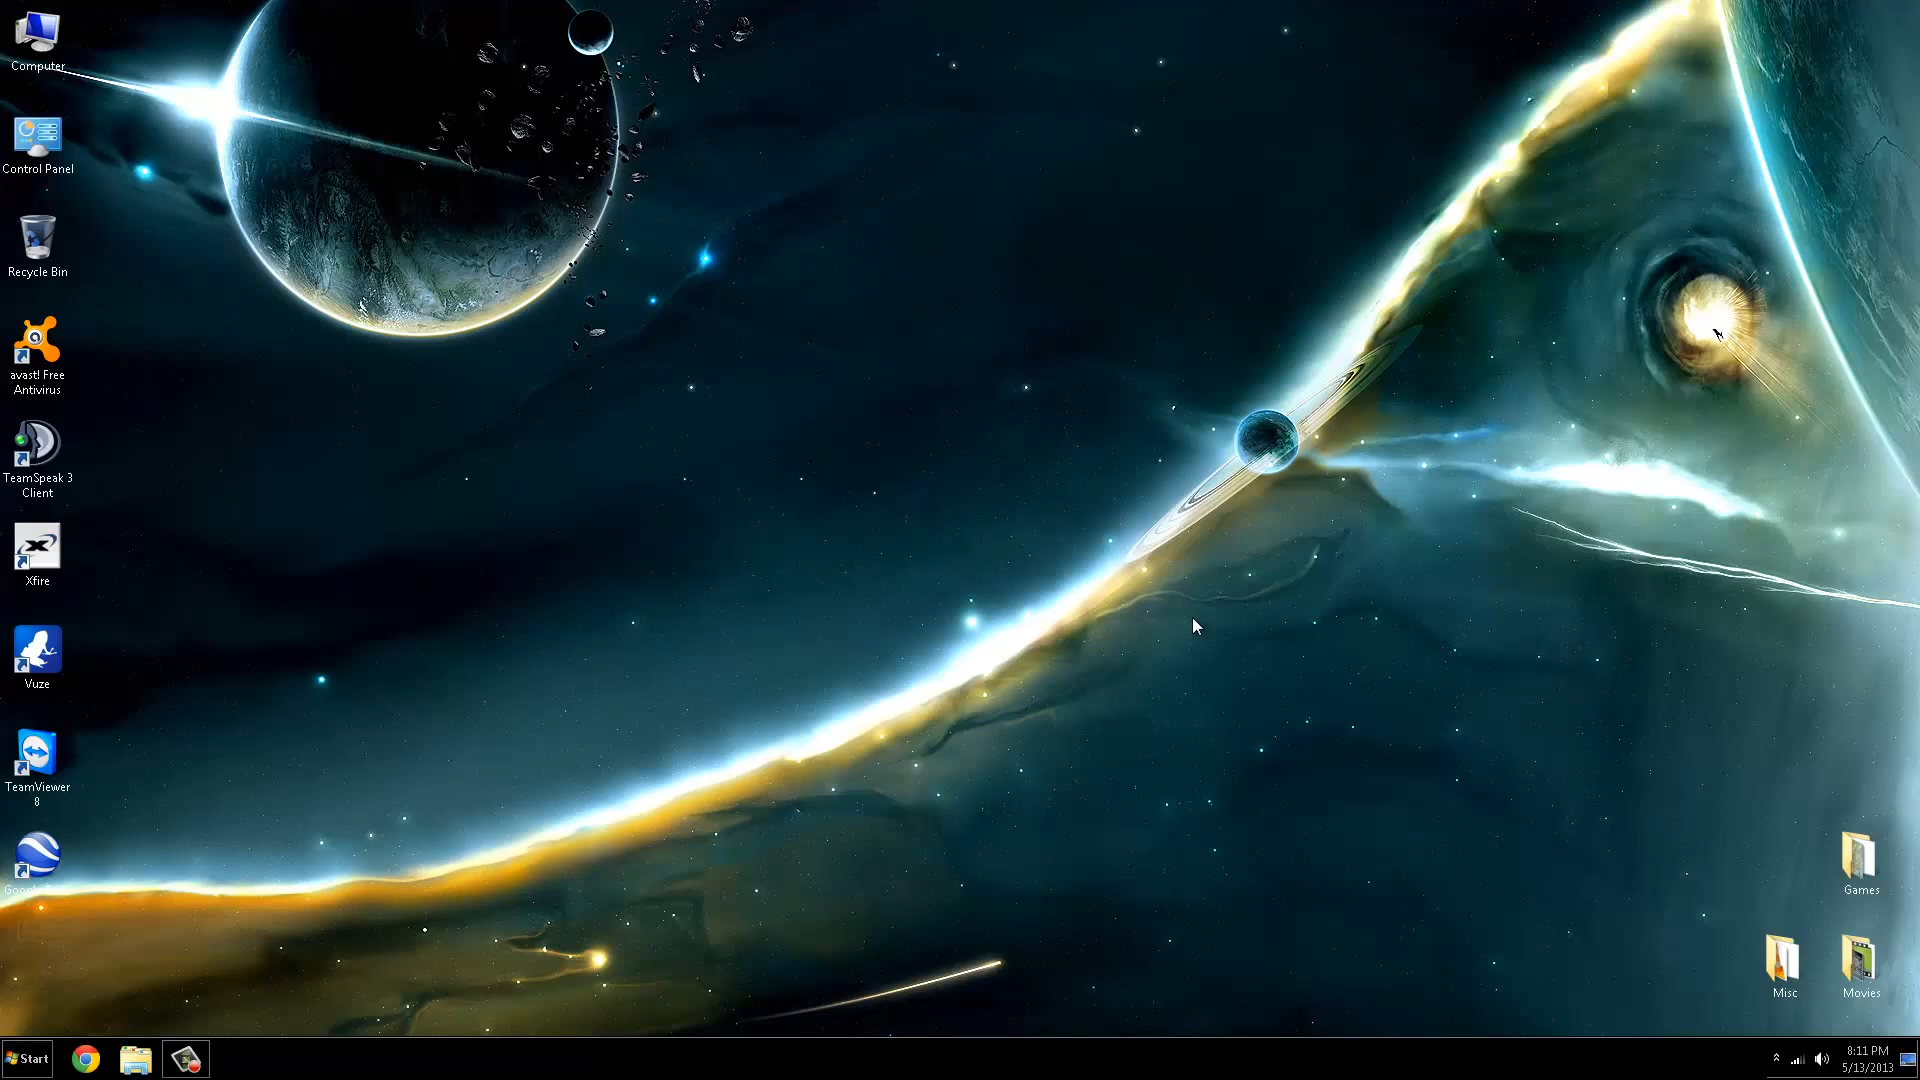 Computer
Control Panel
Recycle Bin
avast! Free
Antivirus
TeamSpeak 3
Client
Xfire
Vuze
TeamViewer
8
Games
Misc
Movies
Start
8:11 PM
5/13/2013